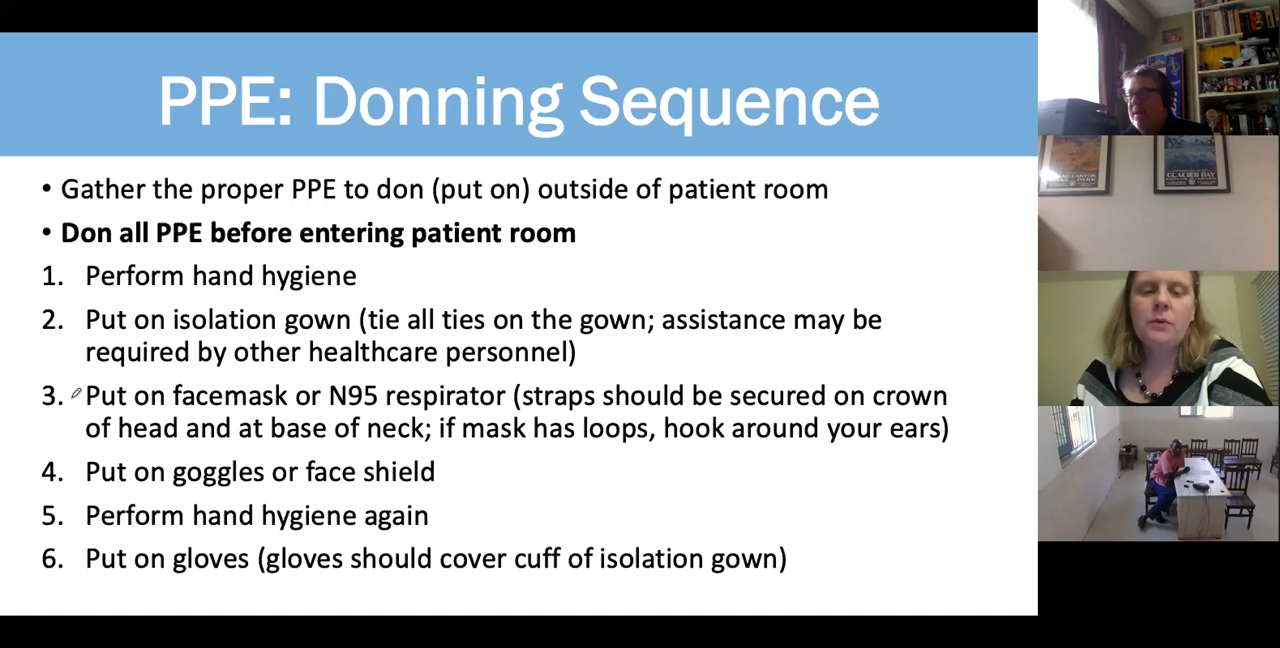 PPE: Donning Sequence
• Gather the proper PPE to don (put on) outside of patient room
• Don all PPE before entering patient room
1. Perform hand hygiene
2. Put on isolation gown (tie all ties on the gown; assistance may be
required by other healthcare personnel)
3. Put on facemask or N95 respirator (straps should be secured on crown
of head and at base of neck; if mask has loops, hook around your ears)
4. Put on goggles or face shield
5. Perform hand hygiene again
6. Put on gloves (gloves should cover cuff of isolation gown)
GLACIER BAY